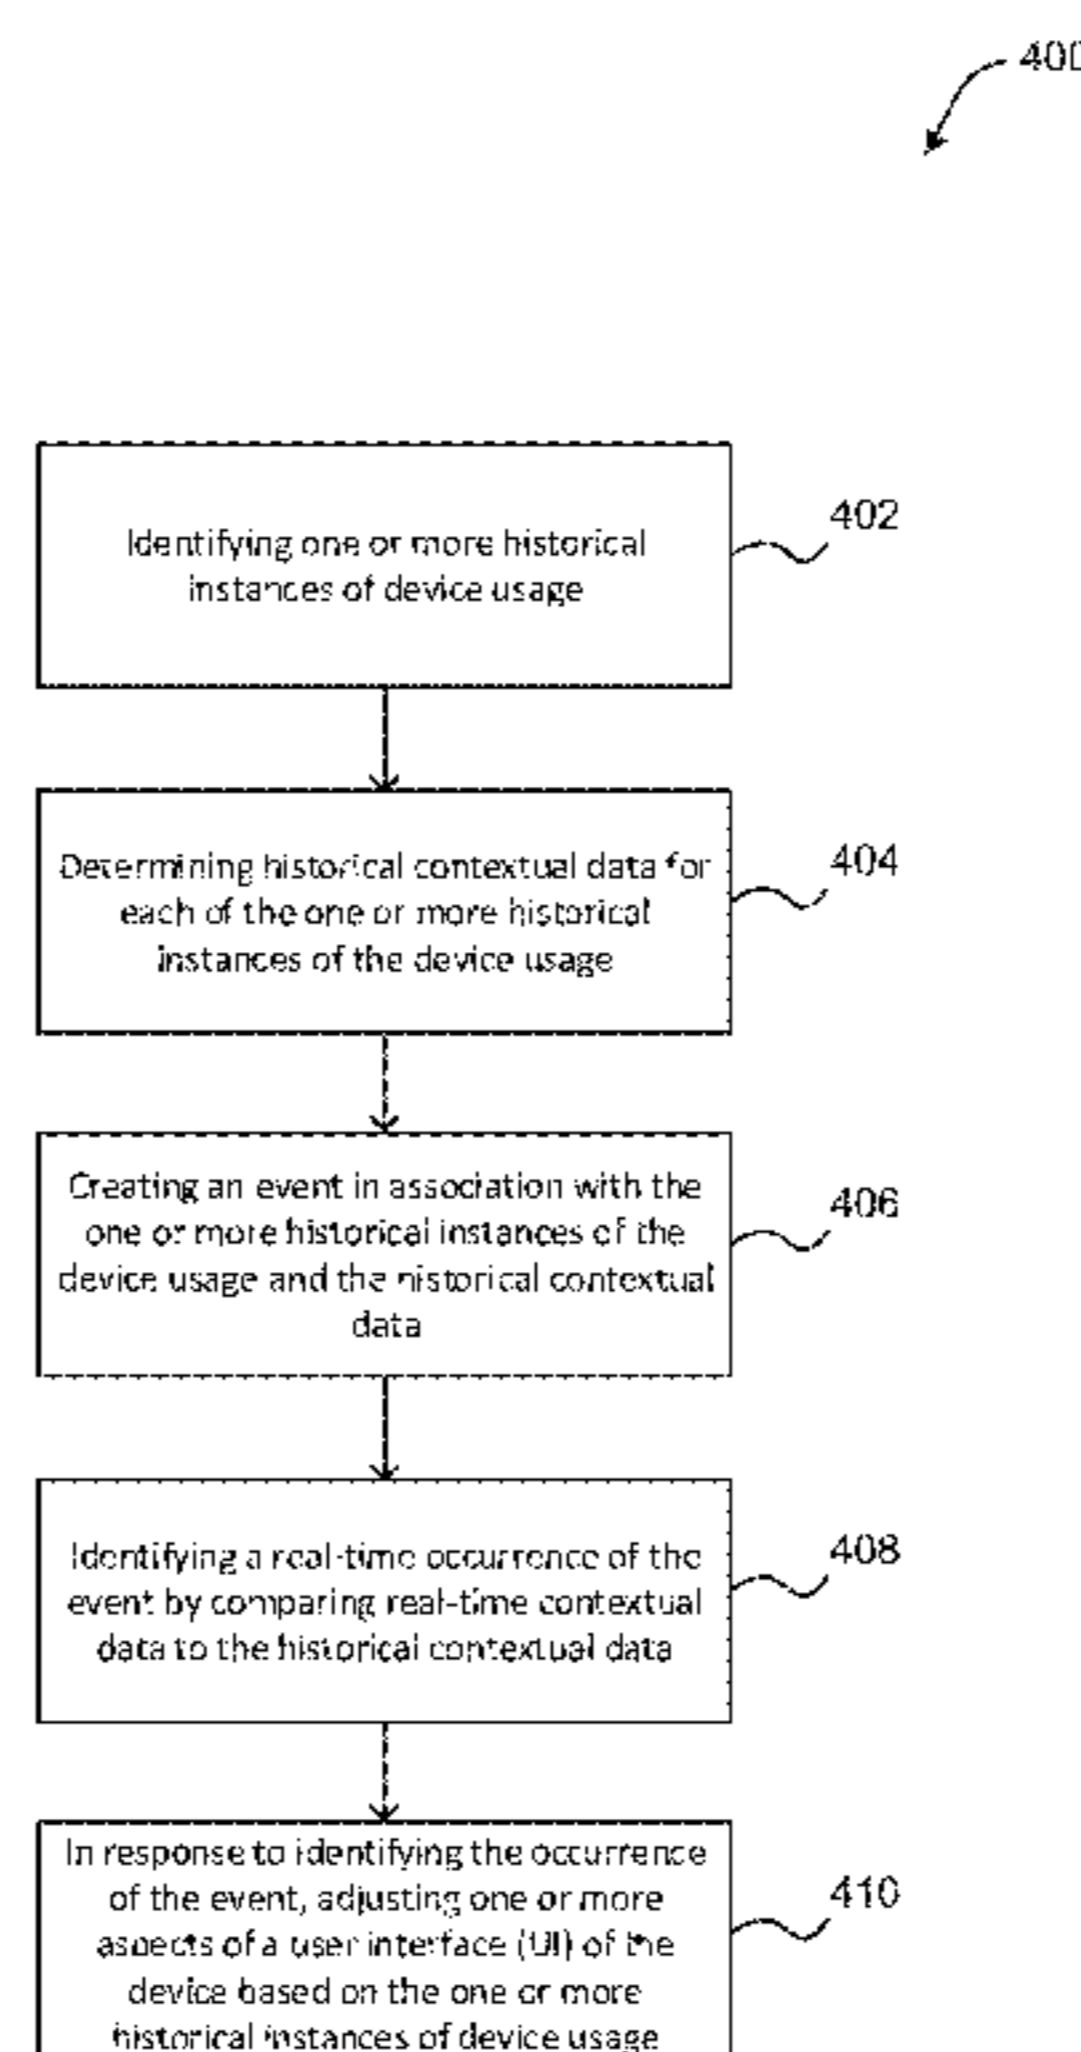 400
Identifying one or more historical
instances of device usage
402
Determining historical contextual data for
each of the one or more historical
instances of the device usage
404
Creating an event in association with the
one or more historical instances of the
device usage and the historical contextual
data
406
Identifying a real-time occurrence of the
event by comparing real-time contextual
data to the historical contextual data
408
In response to identifying the occurrence
of the event, adjusting one or more
aspects of a user interface (UI) of the
device based on the one or more
historical instances of device usage
410